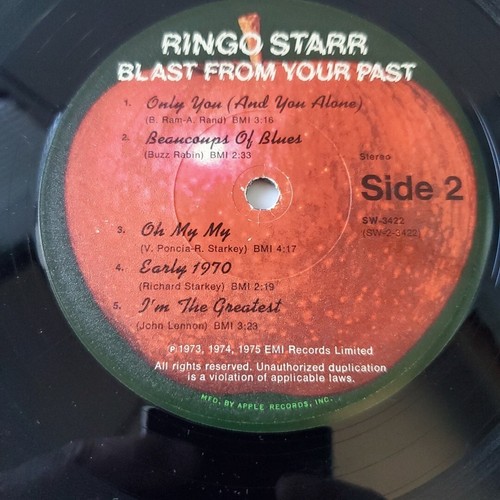 RINGO STARR
BLAST FROM YOUR PAST
1. Only You (And You Alone)
(B. Ram-A. Rand) BMI 3:16
2. Beaucoups Of Blues
(Buzz Rabin) BMI 2:33
Stereo
Side 2
SW-3422
(SW-2-3422)
3. Oh My My
(V. Poncia-R. Starkey) BMI 4:17
4. Early 1970
(Richard Starkey) BMI 2:19
5. I'm The Greatest
(John Lennon) BMI 3:23
℗ 1973, 1974, 1975 EMI Records Limited
All rights reserved. Unauthorized duplication
is a violation of applicable laws.
MFD. BY APPLE RECORDS, INC.